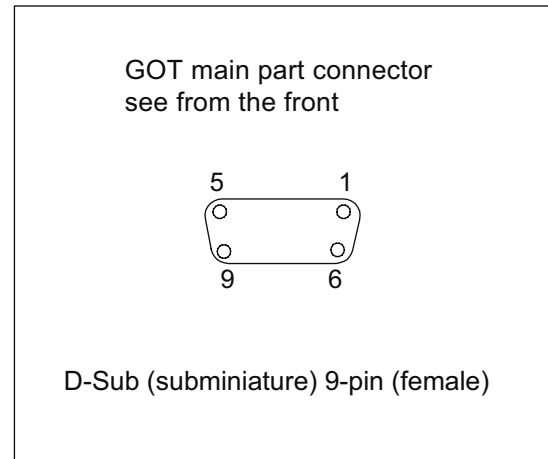 GOT main part connector
see from the front
5 1
9 6
D-Sub (subminiature) 9-pin (female)